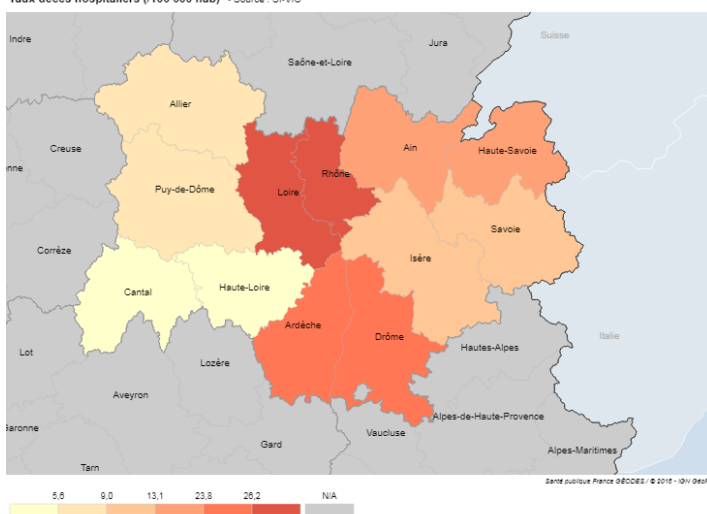 Taux décès hospitaliers (/100 000 hab) - Source : SI-VIC
Indre
Saône-et-Loire
Jura
Suisse
Allier
Creuse
Ain
Haute-Savoie
Rhône
Puy-de-Dôme
Loire
Savoie
Corrèze
Isère
Cantal
Haute-Loire
Ardèche
Drôme
Italie
Lot
Lozère
Hautes-Alpes
Aveyron
Alpes-de-Haute-Provence
Gard
Vaucluse
Alpes-Maritimes
Tarn
Santé publique France GÉODES / © 2016 - IGN Géo
5,6 9,0 13,1 23,8 26,2 N/A